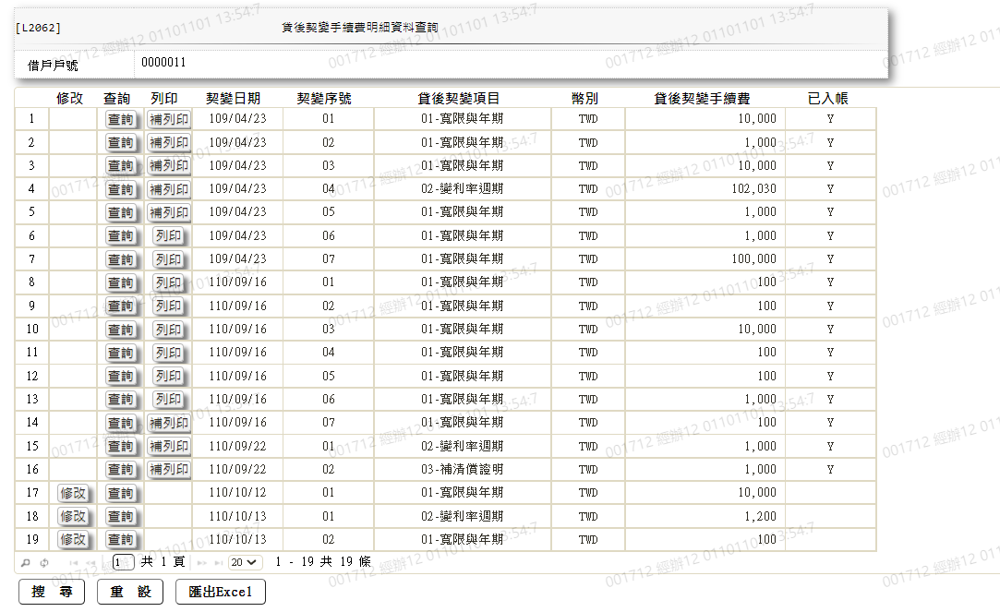 [L2062] 貸後契變手續費明細資料查詢
借戶戶號 0000011
修改 查詢 列印 契變日期 契變序號 貸後契變項目 幣別 貸後契變手續費 已入帳
1 查詢 補列印 109/04/23 01 01-寬限與年期 TWD 10,000 Y
2 查詢 補列印 109/04/23 02 01-寬限與年期 TWD 1,000 Y
3 查詢 補列印 109/04/23 03 01-寬限與年期 TWD 10,000 Y
4 查詢 補列印 109/04/23 04 02-變利率週期 TWD 102,030 Y
5 查詢 補列印 109/04/23 05 01-寬限與年期 TWD 1,000 Y
6 查詢 列印 109/04/23 06 01-寬限與年期 TWD 1,000 Y
7 查詢 列印 109/04/23 07 01-寬限與年期 TWD 100,000 Y
8 查詢 列印 110/09/16 01 01-寬限與年期 TWD 100 Y
9 查詢 列印 110/09/16 02 01-寬限與年期 TWD 100 Y
10 查詢 列印 110/09/16 03 01-寬限與年期 TWD 10,000 Y
11 查詢 列印 110/09/16 04 01-寬限與年期 TWD 100 Y
12 查詢 列印 110/09/16 05 01-寬限與年期 TWD 100 Y
13 查詢 列印 110/09/16 06 01-寬限與年期 TWD 1,000 Y
14 查詢 補列印 110/09/16 07 01-寬限與年期 TWD 100 Y
15 查詢 補列印 110/09/22 01 02-變利率週期 TWD 1,000 Y
16 查詢 補列印 110/09/22 02 03-補清償證明 TWD 1,000 Y
17 修改 查詢 110/10/12 01 01-寬限與年期 TWD 10,000
18 修改 查詢 110/10/13 01 02-變利率週期 TWD 1,200
19 修改 查詢 110/10/13 02 01-寬限與年期 TWD 100
1 共 1 頁 20 1 - 19 共 19 條
搜 尋 重 設 匯出Excel
001712 經辦12 01101101 13:54:7